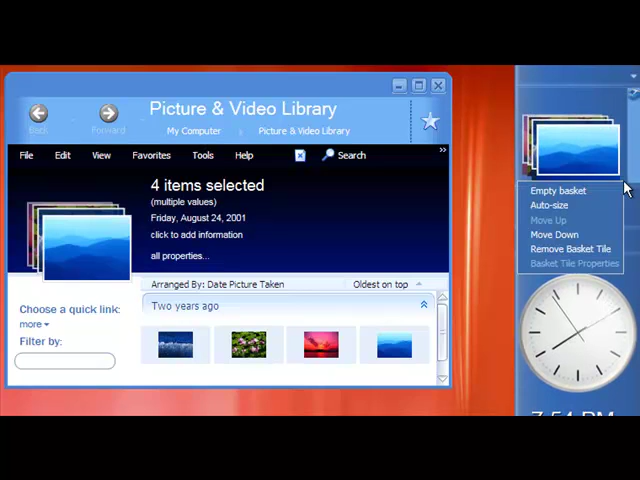 Picture & Video Library
Back
Forward
My Computer
Picture & Video Library
File Edit View Favorites Tools Help Search
4 items selected
(multiple values)
Friday, August 24, 2001
click to add information
all properties...
Arranged By: Date Picture Taken Oldest on top
Two years ago
Choose a quick link:
more
Filter by:
Empty basket
Auto-size
Move Up
Move Down
Remove Basket Tile
Basket Tile Properties
7:54 PM